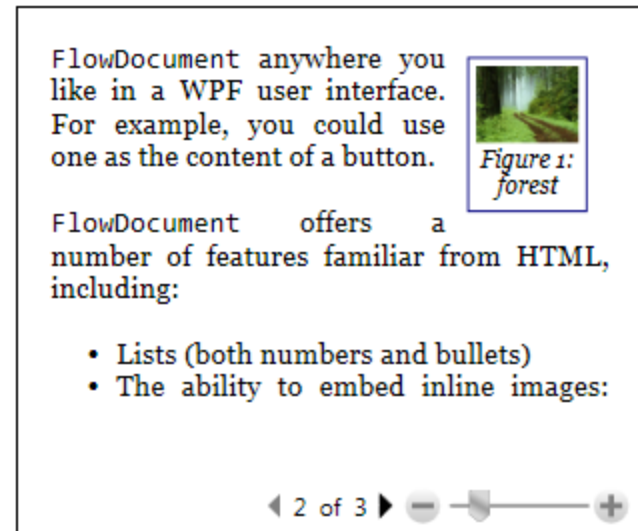 FlowDocument anywhere you
like in a WPF user interface.
For example, you could use
one as the content of a button.
Figure 1:
forest
FlowDocument offers a
number of features familiar from HTML,
including:
• Lists (both numbers and bullets)
• The ability to embed inline images:
2 of 3